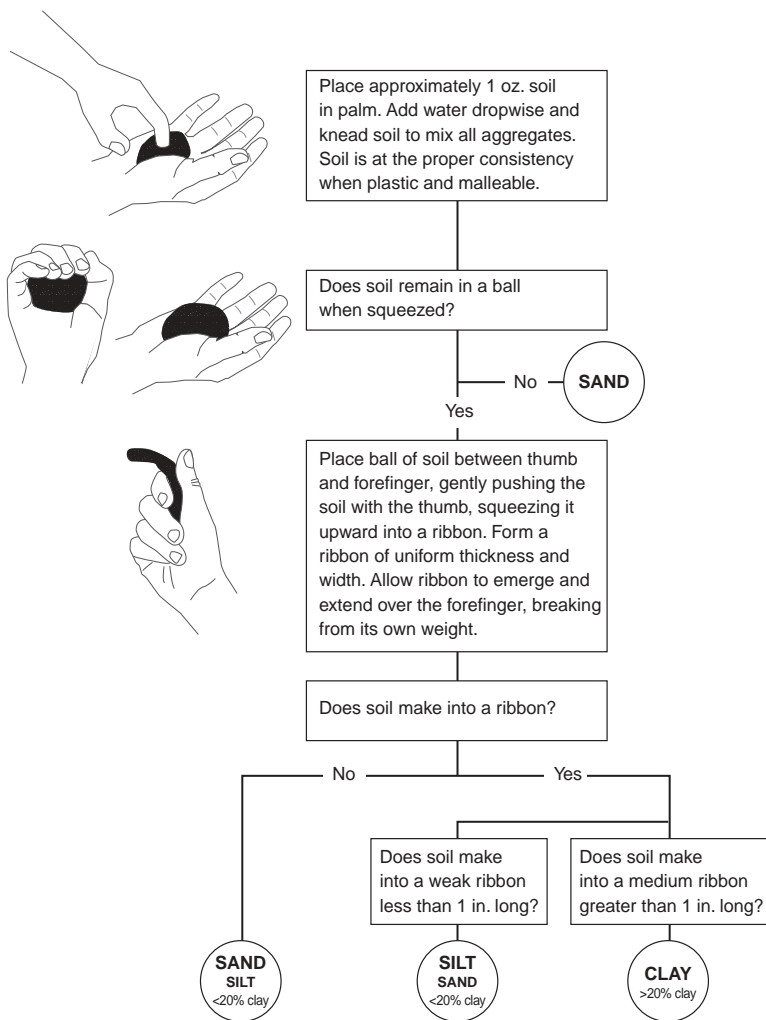 Place approximately 1 oz. soil
in palm. Add water dropwise and
knead soil to mix all aggregates.
Soil is at the proper consistency
when plastic and malleable.
Does soil remain in a ball
when squeezed?
No
SAND
Yes
Place ball of soil between thumb
and forefinger, gently pushing the
soil with the thumb, squeezing it
upward into a ribbon. Form a
ribbon of uniform thickness and
width. Allow ribbon to emerge and
extend over the forefinger, breaking
from its own weight.
Does soil make into a ribbon?
No
Yes
Does soil make
into a weak ribbon
less than 1 in. long?
Does soil make
into a medium ribbon
greater than 1 in. long?
SAND
SILT
<20% clay
SILT
SAND
<20% clay
CLAY
>20% clay